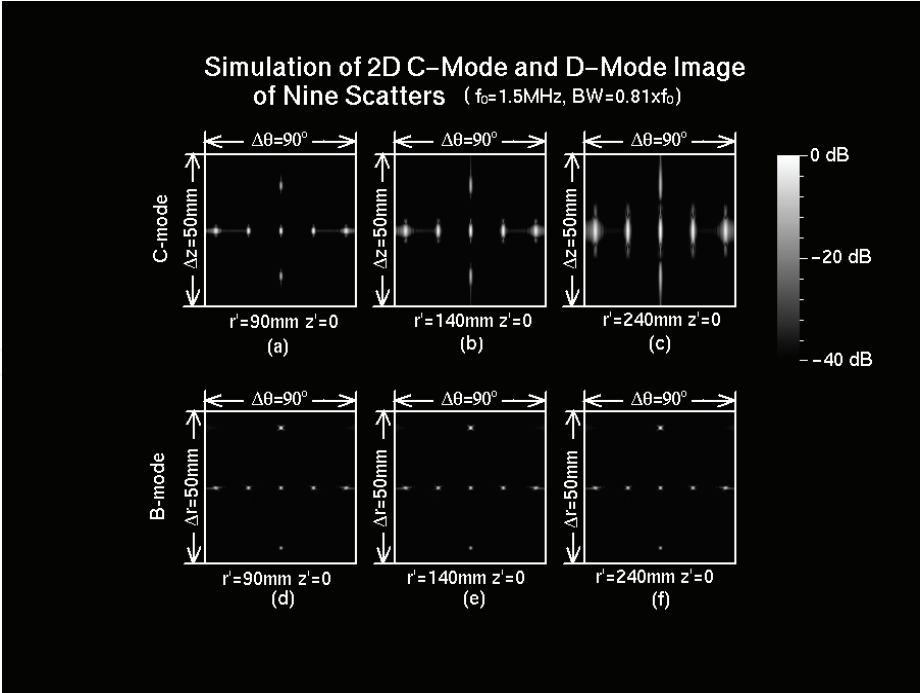 Simulation of 2D C-Mode and D-Mode Image
of Nine Scatters ( f₀=1.5MHz, BW=0.81xf₀)
Δθ=90° Δθ=90° Δθ=90°
C-mode
Δz=50mm Δz=50mm Δz=50mm
0 dB
-20 dB
-40 dB
r'=90mm z'=0 r'=140mm z'=0 r'=240mm z'=0
(a) (b) (c)
Δθ=90° Δθ=90° Δθ=90°
B-mode
Δr=50mm Δr=50mm Δr=50mm
r'=90mm z'=0 r'=140mm z'=0 r'=240mm z'=0
(d) (e) (f)